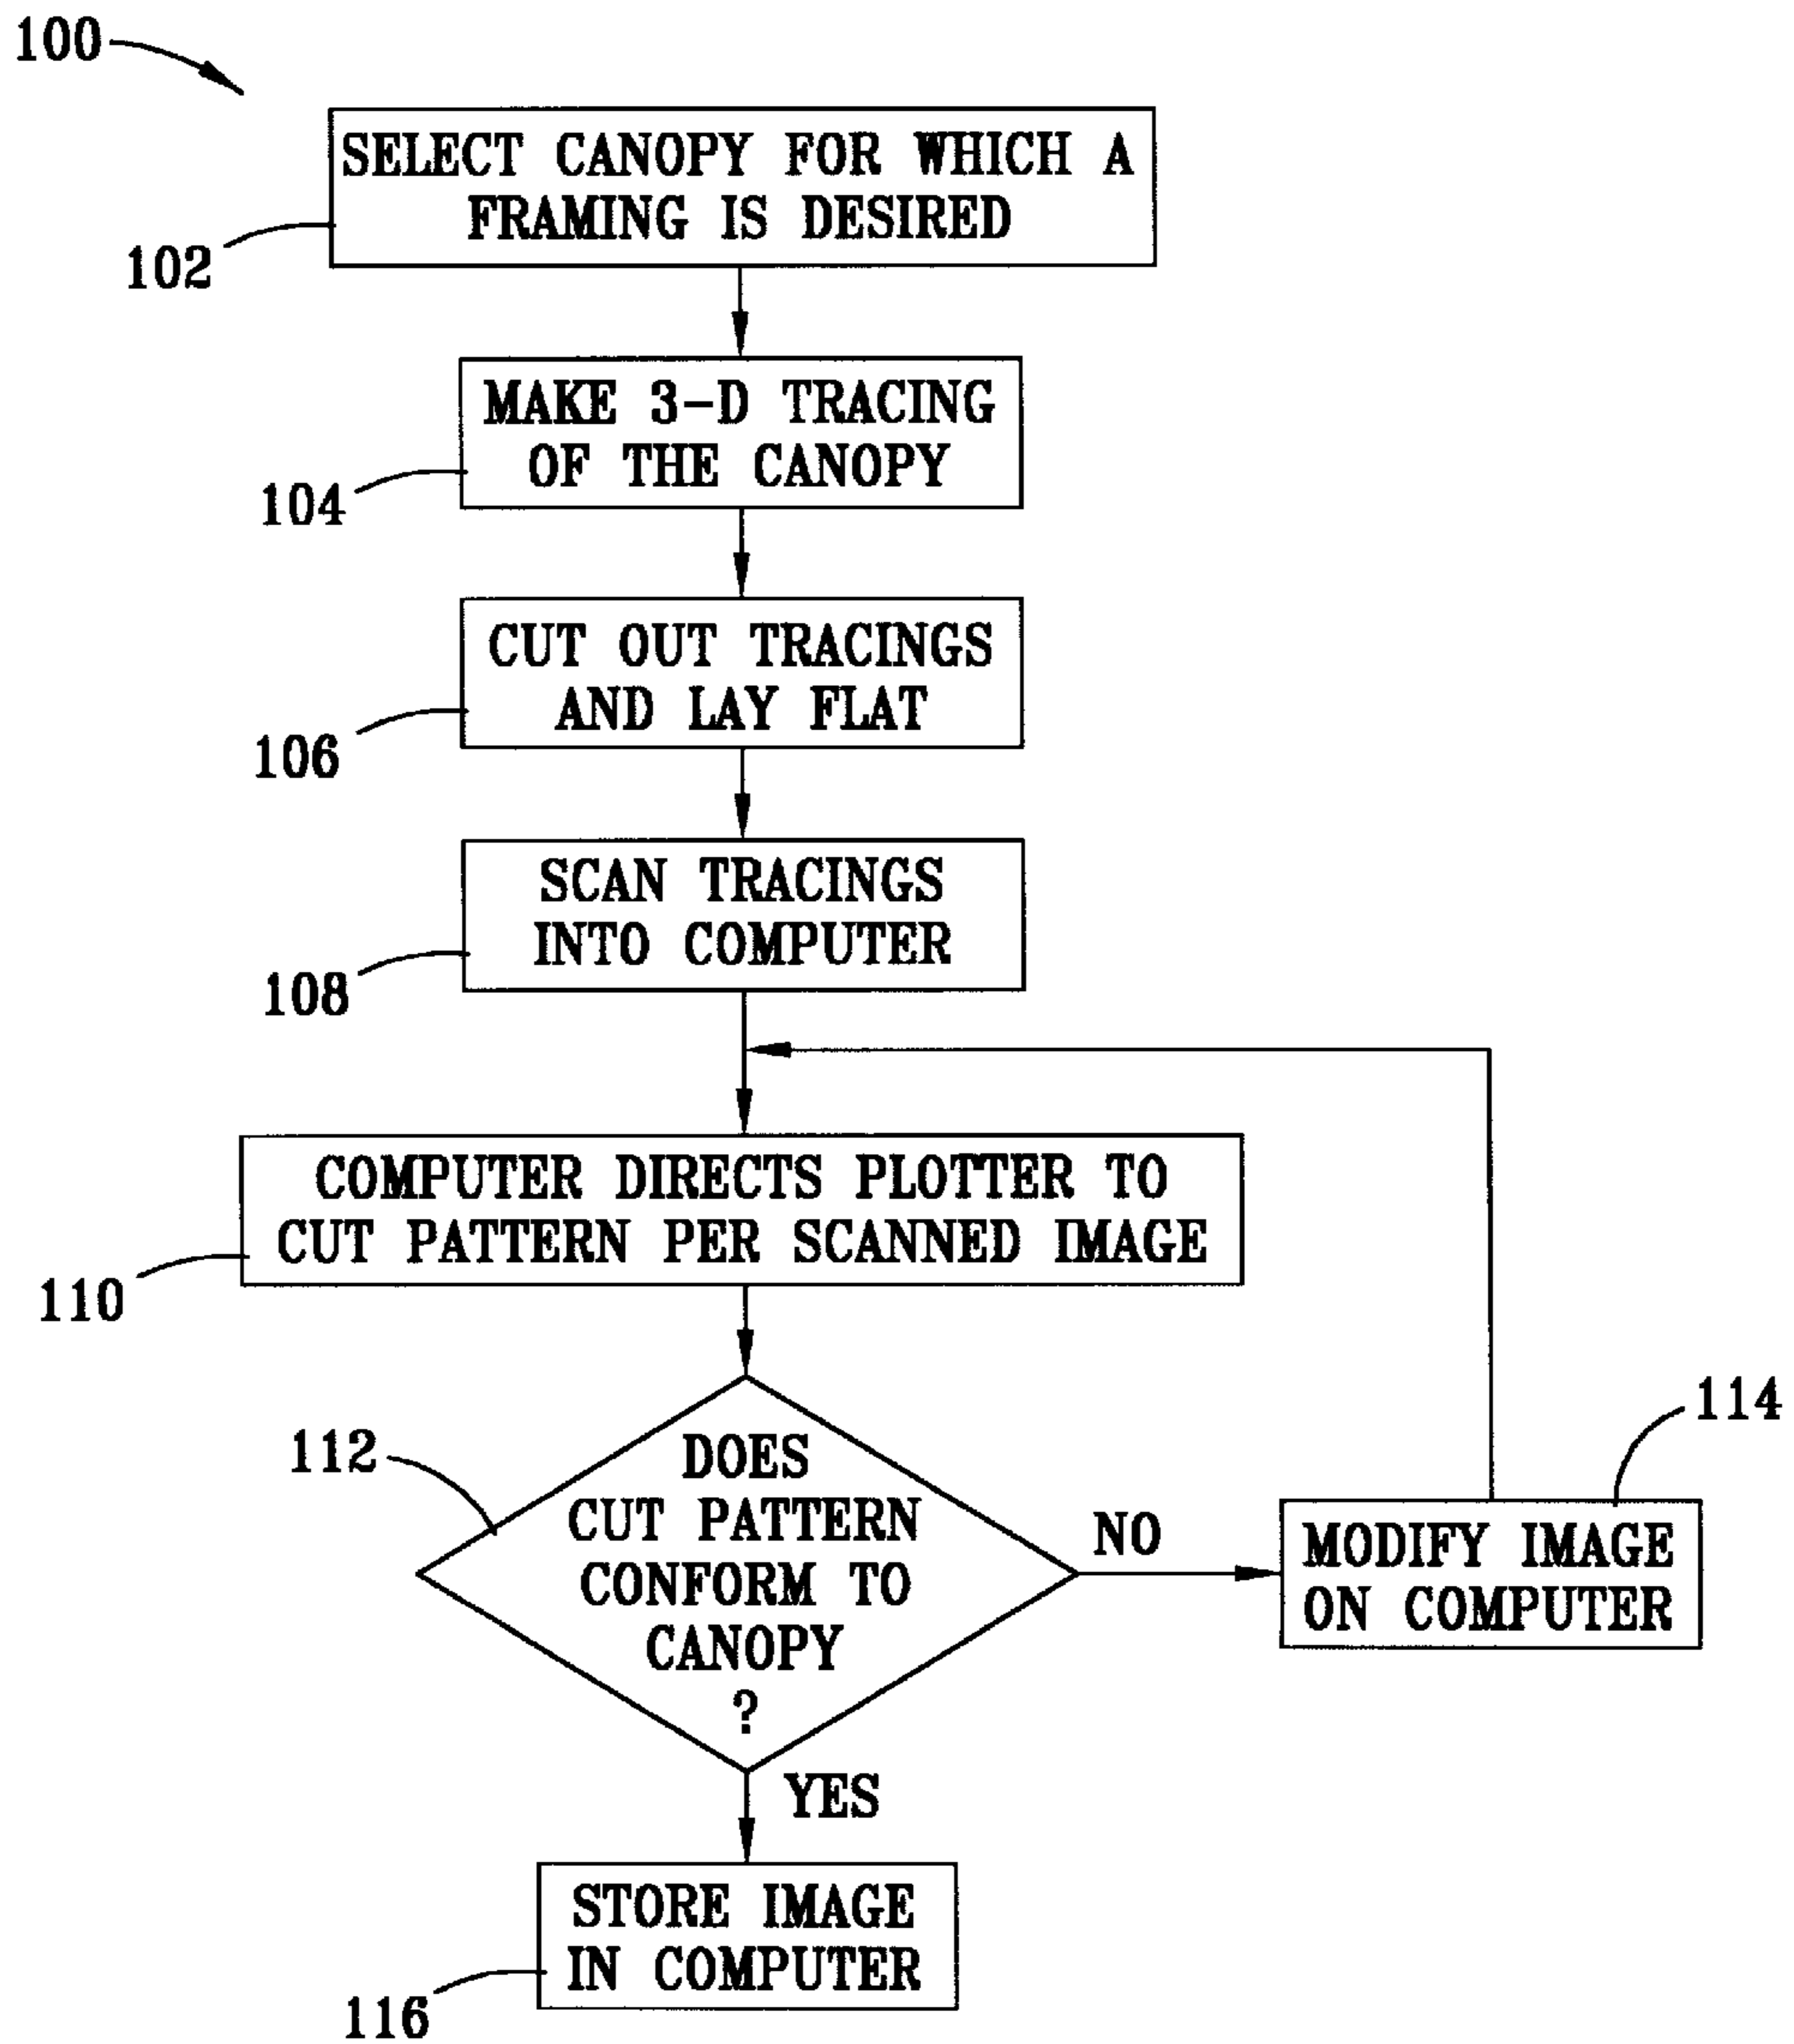 100
SELECT CANOPY FOR WHICH A
FRAMING IS DESIRED
102
MAKE 3-D TRACING
OF THE CANOPY
104
CUT OUT TRACINGS
AND LAY FLAT
106
SCAN TRACINGS
INTO COMPUTER
108
COMPUTER DIRECTS PLOTTER TO
CUT PATTERN PER SCANNED IMAGE
110
112
DOES
CUT PATTERN
CONFORM TO
CANOPY
?
NO
114
MODIFY IMAGE
ON COMPUTER
YES
STORE IMAGE
IN COMPUTER
116